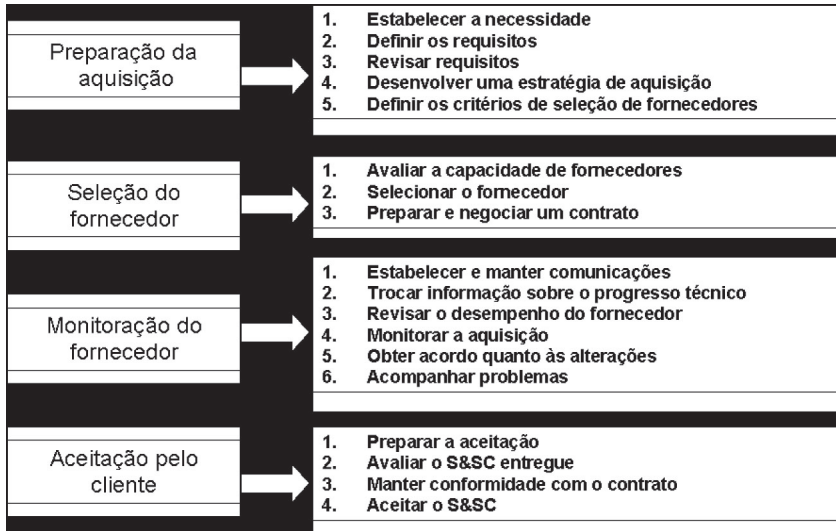 Preparação da
aquisição
1. Estabelecer a necessidade
2. Definir os requisitos
3. Revisar requisitos
4. Desenvolver uma estratégia de aquisição
5. Definir os critérios de seleção de fornecedores
Seleção do
fornecedor
1. Avaliar a capacidade de fornecedores
2. Selecionar o fornecedor
3. Preparar e negociar um contrato
Monitoração do
fornecedor
1. Estabelecer e manter comunicações
2. Trocar informação sobre o progresso técnico
3. Revisar o desempenho do fornecedor
4. Monitorar a aquisição
5. Obter acordo quanto às alterações
6. Acompanhar problemas
Aceitação pelo
cliente
1. Preparar a aceitação
2. Avaliar o S&SC entregue
3. Manter conformidade com o contrato
4. Aceitar o S&SC